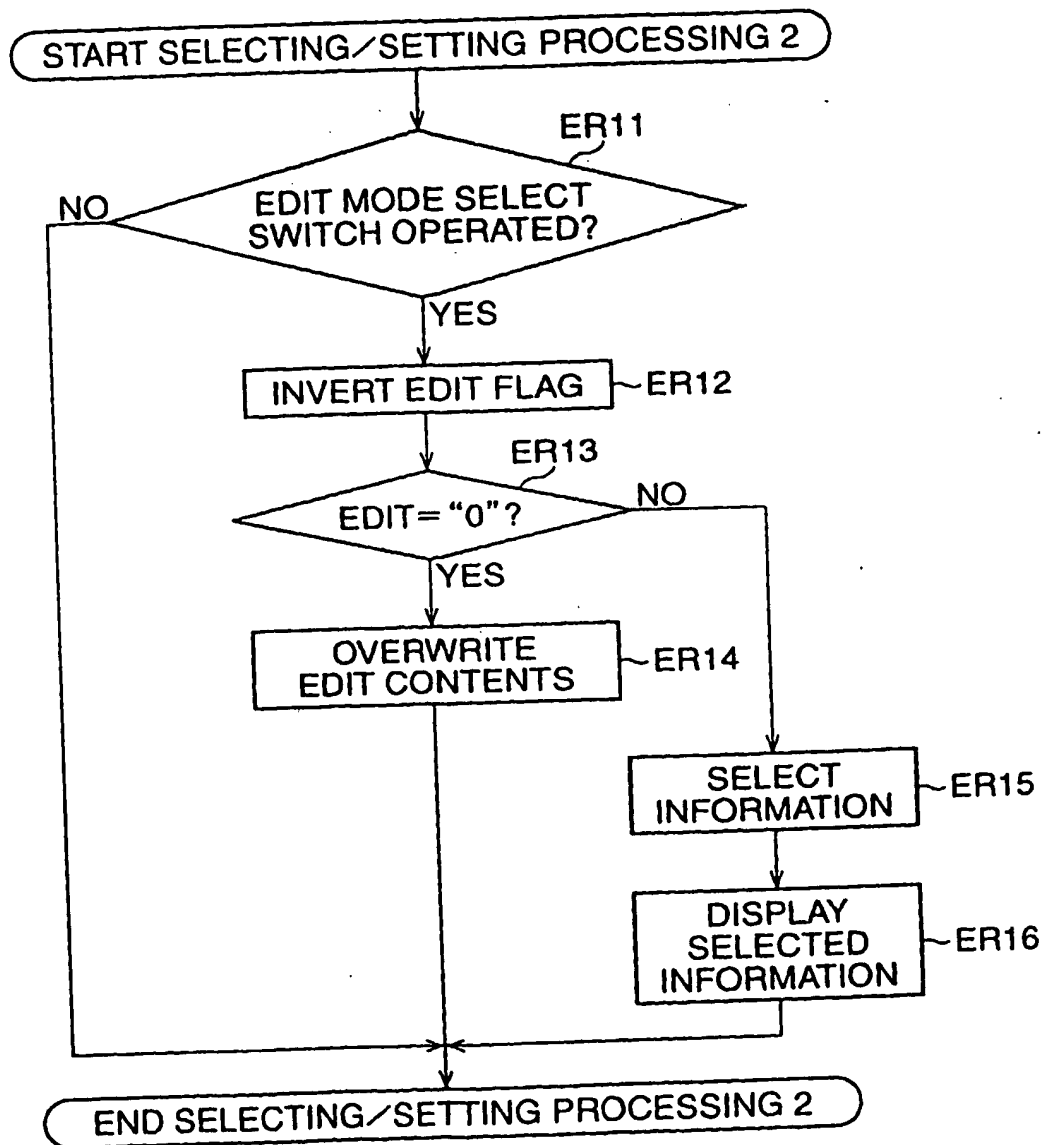 START SELECTING/SETTING PROCESSING 2
ER11
NO
EDIT MODE SELECT
SWITCH OPERATED?
YES
INVERT EDIT FLAG
ER12
ER13
EDIT= "0"?
NO
YES
OVERWRITE
EDIT CONTENTS
ER14
SELECT
INFORMATION
ER15
DISPLAY
SELECTED
INFORMATION
ER16
END SELECTING/SETTING PROCESSING 2